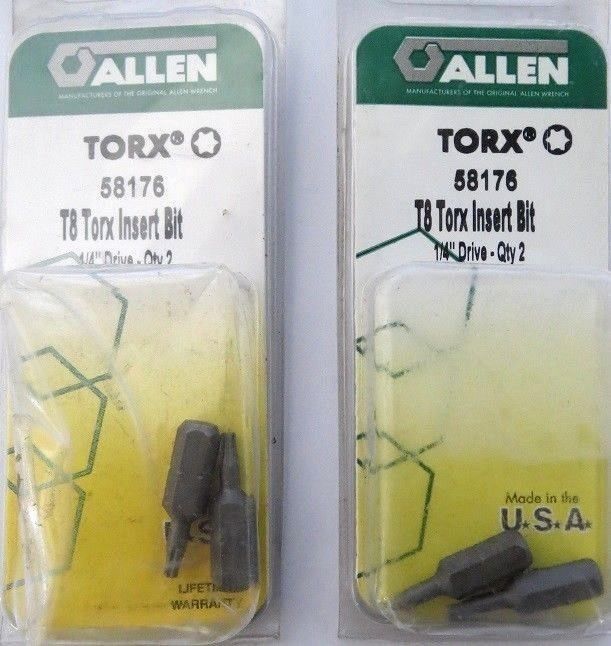 ALLEN
MANUFACTURERS OF THE ORIGINAL ALLEN WRENCH
TORX®
58176
T8 Torx Insert Bit
1/4" Drive - Qty 2
LIFETIME
WARRANTY
ALLEN
MANUFACTURERS OF THE ORIGINAL ALLEN WRENCH
TORX®
58176
T8 Torx Insert Bit
1/4" Drive - Qty 2
Made in the
U.S.A.